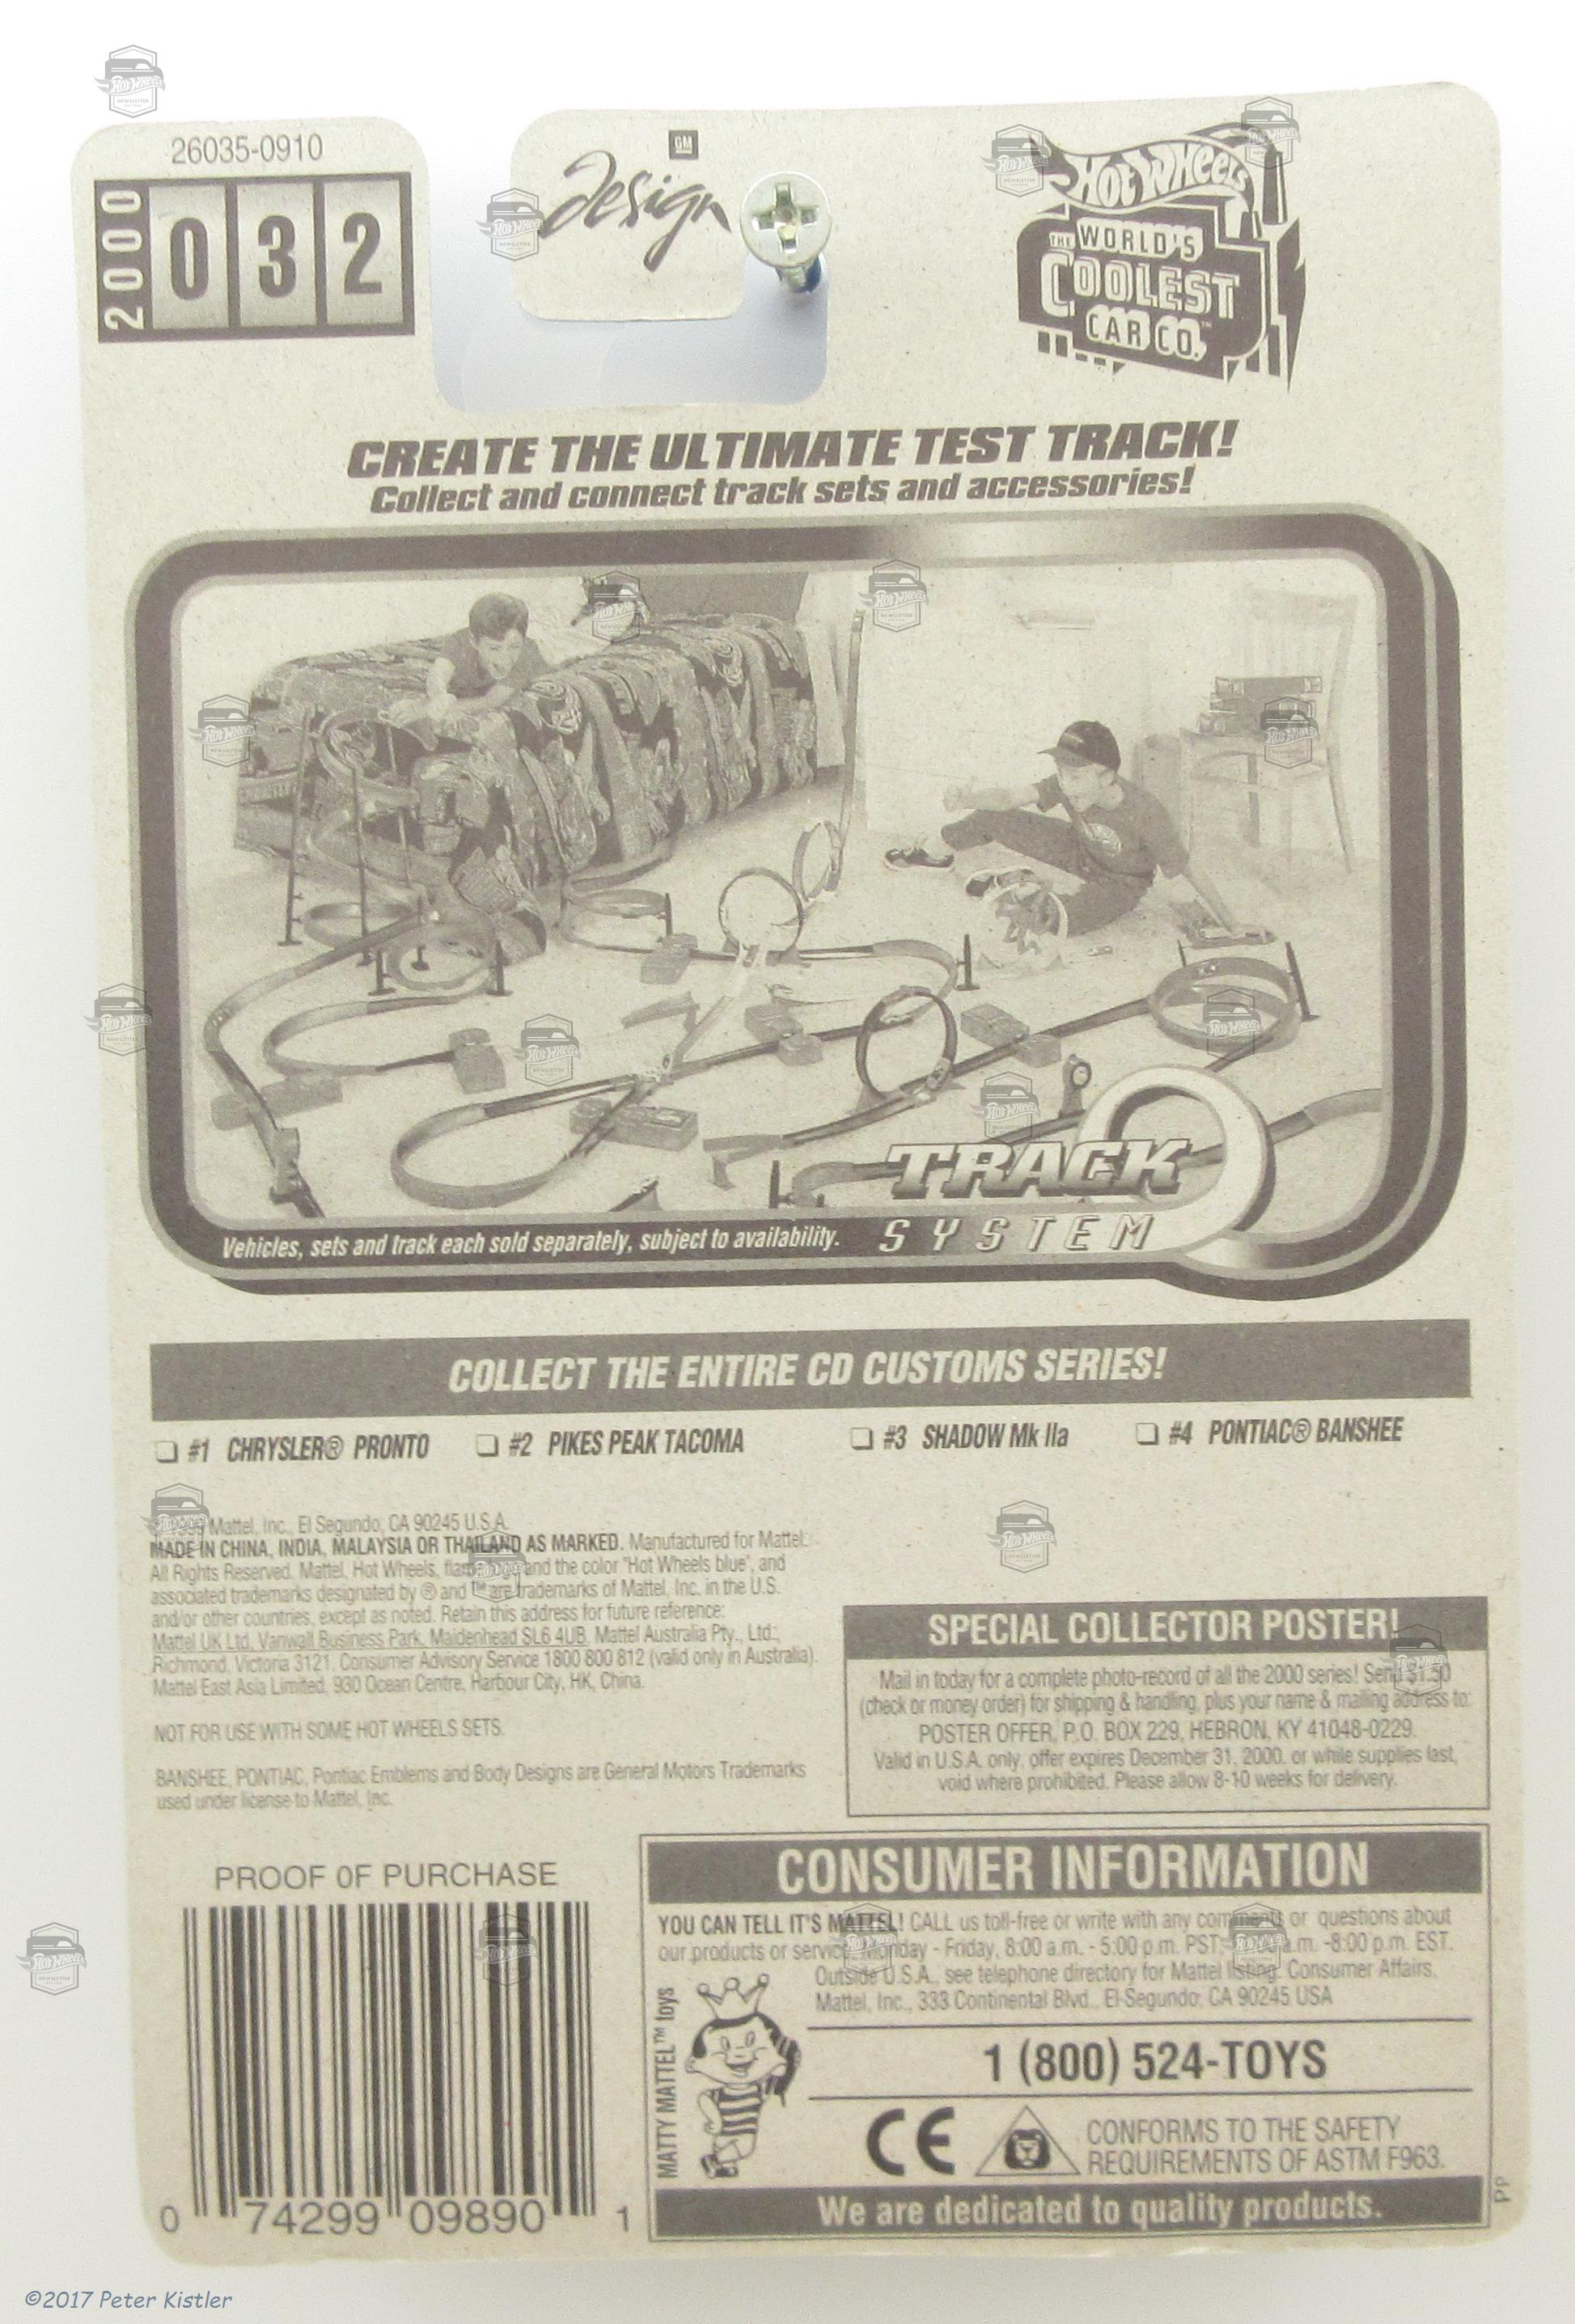 26035-0910
2000
032
GM
Design
HOT WHEELS
THE WORLD'S
COOLEST
CAR CO.™
CREATE THE ULTIMATE TEST TRACK!
Collect and connect track sets and accessories!
TRACK
SYSTEM
Vehicles, sets and track each sold separately, subject to availability.
COLLECT THE ENTIRE CD CUSTOMS SERIES!
#1 CHRYSLER® PRONTO
#2 PIKES PEAK TACOMA
#3 SHADOW Mk IIa
#4 PONTIAC® BANSHEE
Mattel, Inc., El Segundo, CA 90245 U.S.A.
MADE IN CHINA, INDIA, MALAYSIA OR THAILAND AS MARKED. Manufactured for Mattel.
All Rights Reserved. Mattel, Hot Wheels, flame logo and the color "Hot Wheels blue", and
associated trademarks designated by ® and ™ are trademarks of Mattel, Inc. in the U.S.
and/or other countries, except as noted. Retain this address for future reference:
Mattel UK Ltd, Vanwall Business Park, Maidenhead SL6 4UB. Mattel Australia Pty., Ltd.,
Richmond, Victoria 3121. Consumer Advisory Service 1800 800 812 (valid only in Australia).
Mattel East Asia Limited, 930 Ocean Centre, Harbour City, HK, China.
NOT FOR USE WITH SOME HOT WHEELS SETS.
BANSHEE, PONTIAC, Pontiac Emblems and Body Designs are General Motors Trademarks
used under license to Mattel, Inc.
SPECIAL COLLECTOR POSTER!
Mail in today for a complete photo-record of all the 2000 series! Send $1.50
(check or money order) for shipping & handling, plus your name & mailing address to:
POSTER OFFER, P.O. BOX 229, HEBRON, KY 41048-0229.
Valid in U.S.A. only, offer expires December 31, 2000, or while supplies last,
void where prohibited. Please allow 8-10 weeks for delivery.
PROOF OF PURCHASE
0 74299 09890 1
CONSUMER INFORMATION
YOU CAN TELL IT'S MATTEL! CALL us toll-free or write with any comments or questions about
our products or service, Monday - Friday, 8:00 a.m. - 5:00 p.m. PST, a.m. -8:00 p.m. EST.
Outside U.S.A., see telephone directory for Mattel listing. Consumer Affairs,
Mattel, Inc., 333 Continental Blvd., El Segundo, CA 90245 USA
MATTY MATTEL™ toys
1 (800) 524-TOYS
CE
CONFORMS TO THE SAFETY
REQUIREMENTS OF ASTM F963.
We are dedicated to quality products.
PP
©2017 Peter Kistler